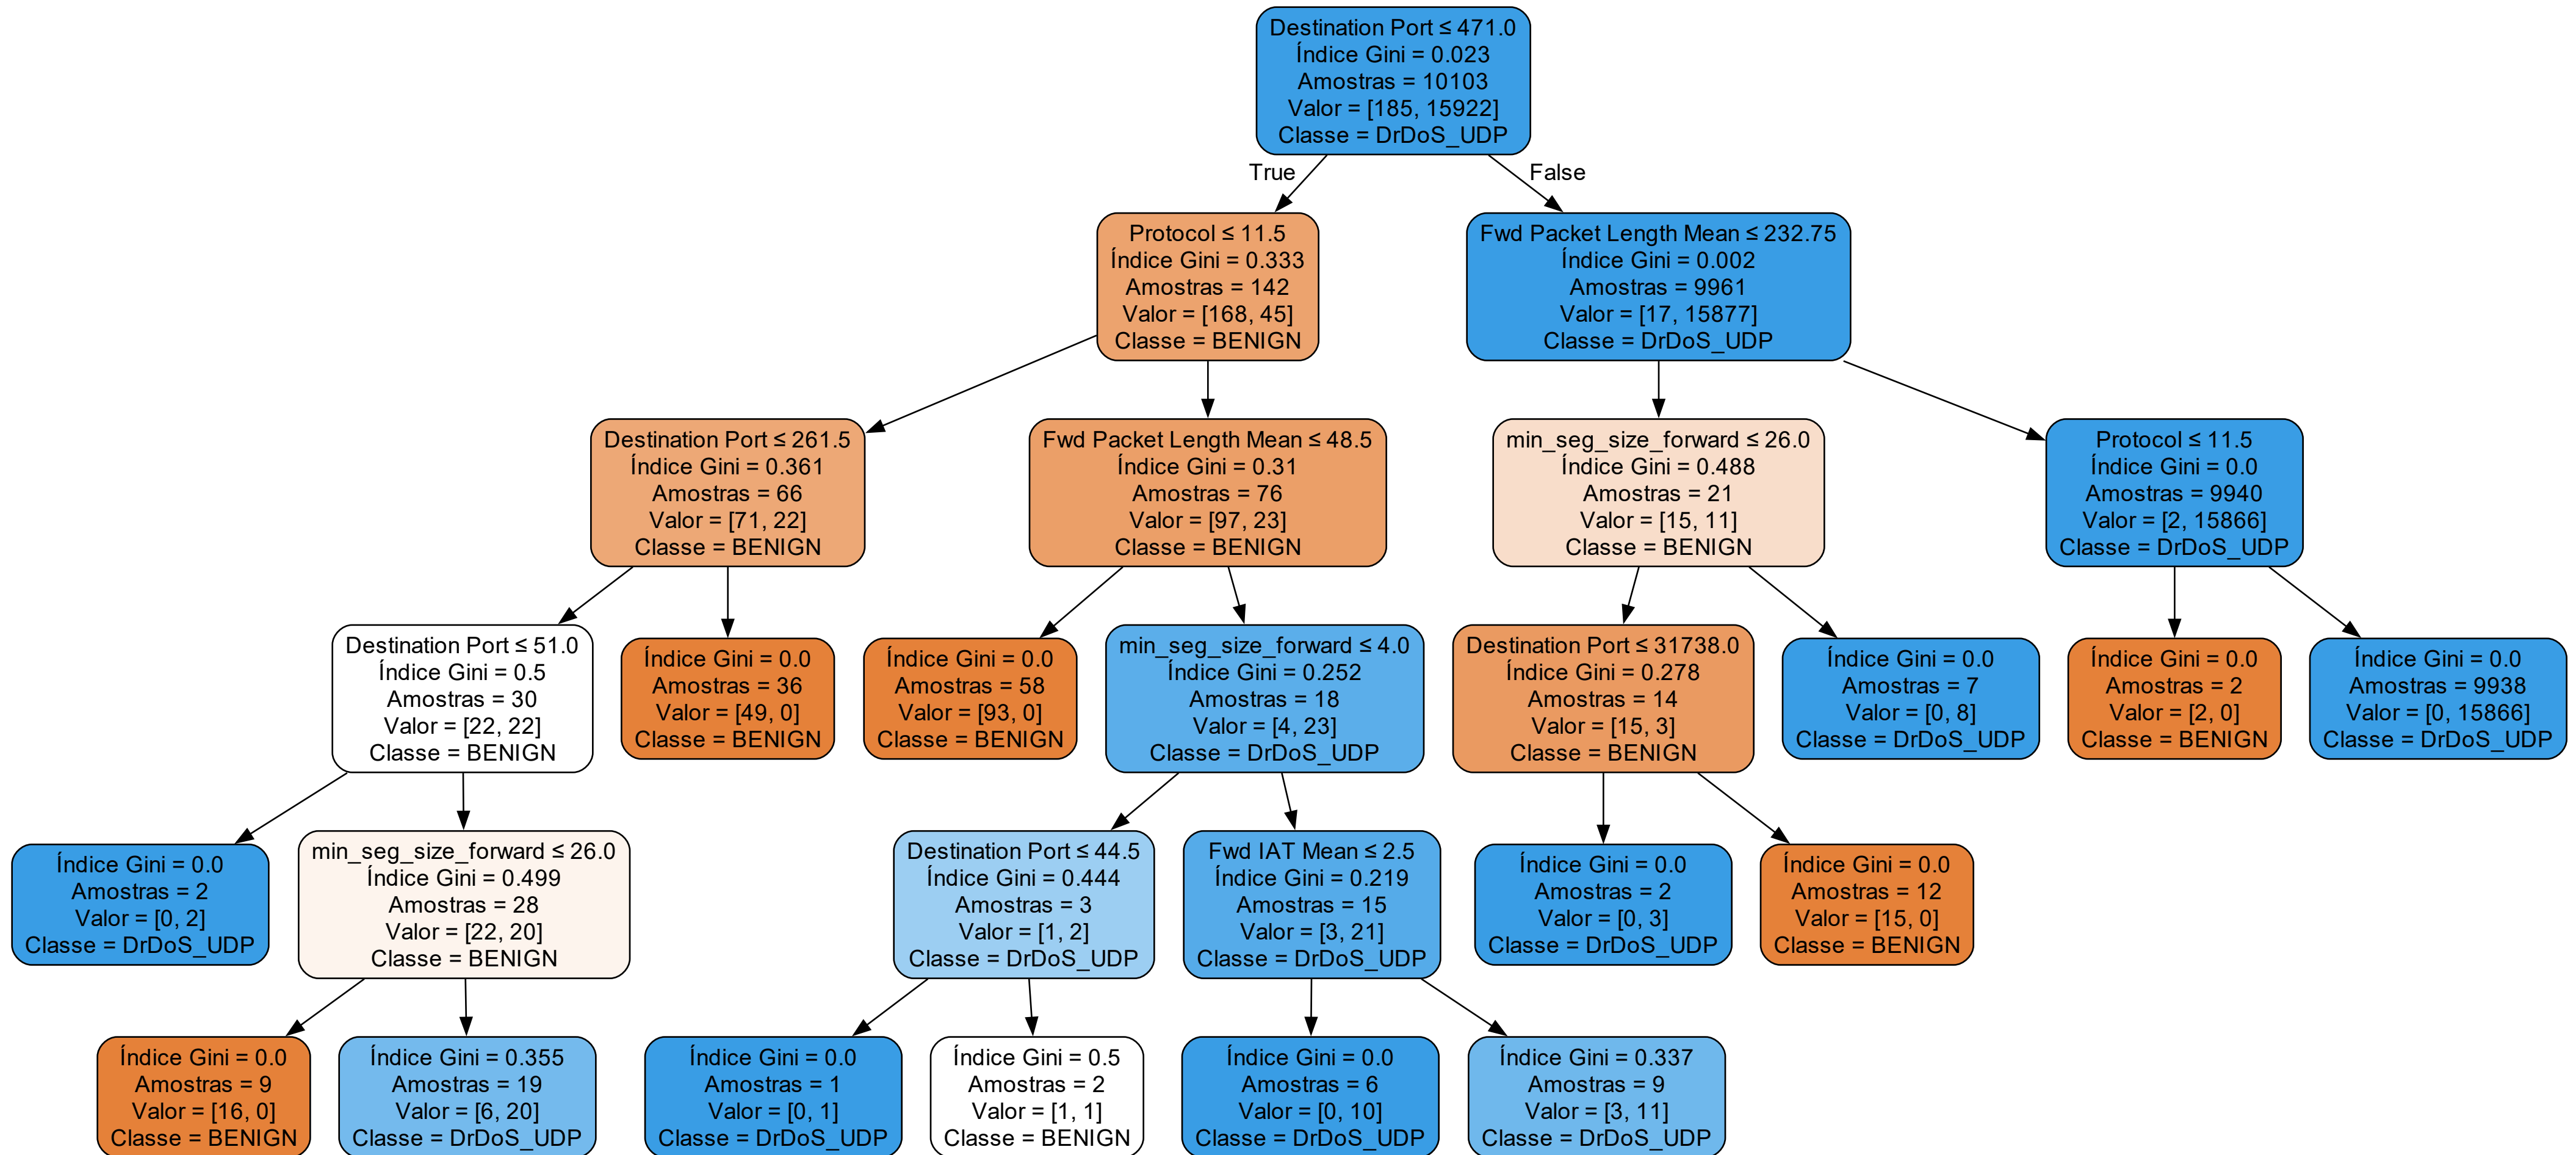 Destination Port ≤ 471.0
Índice Gini = 0.023
Amostras = 10103
Valor = [185, 15922]
Classe = DrDoS_UDP
True
False
Protocol ≤ 11.5
Índice Gini = 0.333
Amostras = 142
Valor = [168, 45]
Classe = BENIGN
Fwd Packet Length Mean ≤ 232.75
Índice Gini = 0.002
Amostras = 9961
Valor = [17, 15877]
Classe = DrDoS_UDP
Destination Port ≤ 261.5
Índice Gini = 0.361
Amostras = 66
Valor = [71, 22]
Classe = BENIGN
Fwd Packet Length Mean ≤ 48.5
Índice Gini = 0.31
Amostras = 76
Valor = [97, 23]
Classe = BENIGN
min_seg_size_forward ≤ 26.0
Índice Gini = 0.488
Amostras = 21
Valor = [15, 11]
Classe = BENIGN
Protocol ≤ 11.5
Índice Gini = 0.0
Amostras = 9940
Valor = [2, 15866]
Classe = DrDoS_UDP
Destination Port ≤ 51.0
Índice Gini = 0.5
Amostras = 30
Valor = [22, 22]
Classe = BENIGN
Índice Gini = 0.0
Amostras = 36
Valor = [49, 0]
Classe = BENIGN
Índice Gini = 0.0
Amostras = 58
Valor = [93, 0]
Classe = BENIGN
min_seg_size_forward ≤ 4.0
Índice Gini = 0.252
Amostras = 18
Valor = [4, 23]
Classe = DrDoS_UDP
Destination Port ≤ 31738.0
Índice Gini = 0.278
Amostras = 14
Valor = [15, 3]
Classe = BENIGN
Índice Gini = 0.0
Amostras = 7
Valor = [0, 8]
Classe = DrDoS_UDP
Índice Gini = 0.0
Amostras = 2
Valor = [2, 0]
Classe = BENIGN
Índice Gini = 0.0
Amostras = 9938
Valor = [0, 15866]
Classe = DrDoS_UDP
Índice Gini = 0.0
Amostras = 2
Valor = [0, 2]
Classe = DrDoS_UDP
min_seg_size_forward ≤ 26.0
Índice Gini = 0.499
Amostras = 28
Valor = [22, 20]
Classe = BENIGN
Destination Port ≤ 44.5
Índice Gini = 0.444
Amostras = 3
Valor = [1, 2]
Classe = DrDoS_UDP
Fwd IAT Mean ≤ 2.5
Índice Gini = 0.219
Amostras = 15
Valor = [3, 21]
Classe = DrDoS_UDP
Índice Gini = 0.0
Amostras = 2
Valor = [0, 3]
Classe = DrDoS_UDP
Índice Gini = 0.0
Amostras = 12
Valor = [15, 0]
Classe = BENIGN
Índice Gini = 0.0
Amostras = 9
Valor = [16, 0]
Classe = BENIGN
Índice Gini = 0.355
Amostras = 19
Valor = [6, 20]
Classe = DrDoS_UDP
Índice Gini = 0.0
Amostras = 1
Valor = [0, 1]
Classe = DrDoS_UDP
Índice Gini = 0.5
Amostras = 2
Valor = [1, 1]
Classe = BENIGN
Índice Gini = 0.0
Amostras = 6
Valor = [0, 10]
Classe = DrDoS_UDP
Índice Gini = 0.337
Amostras = 9
Valor = [3, 11]
Classe = DrDoS_UDP